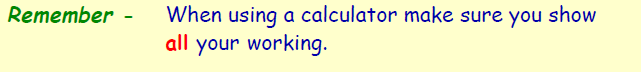 Remember - When using a calculator make sure you show
all your working.